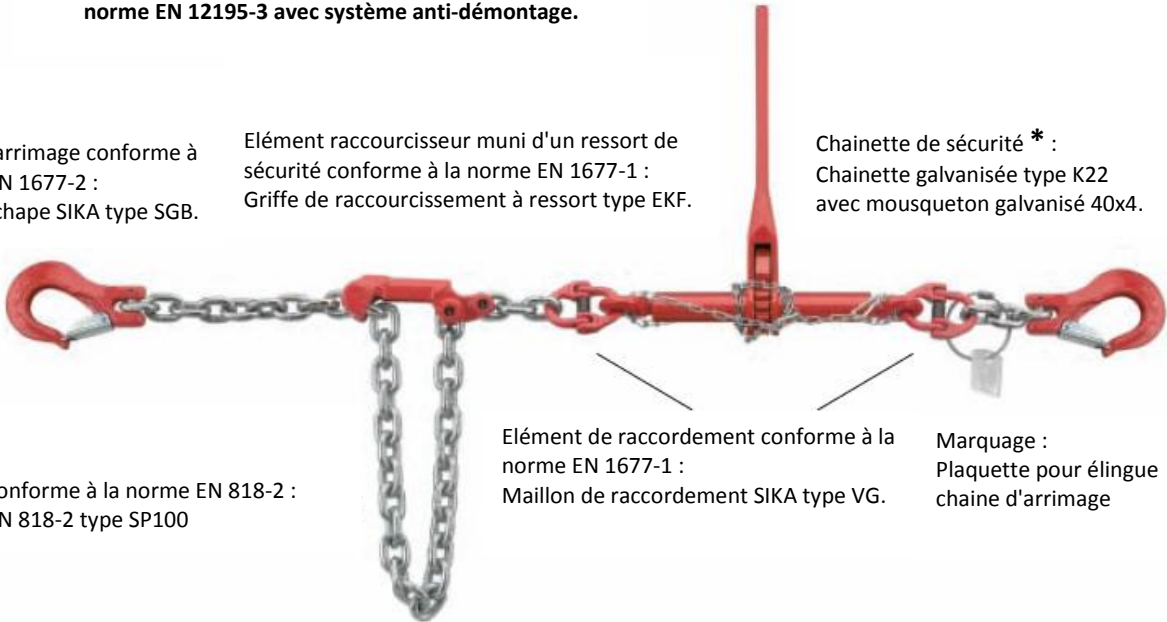 norme EN 12195-3 avec système anti-démontage.
arrimage conforme à
EN 1677-2 :
chape SIKA type SGB.
Elément raccourcisseur muni d'un ressort de
sécurité conforme à la norme EN 1677-1 :
Griffe de raccourcissement à ressort type EKF.
Chainette de sécurité * :
Chainette galvanisée type K22
avec mousqueton galvanisé 40x4.
Elément de raccordement conforme à la
norme EN 1677-1 :
Maillon de raccordement SIKA type VG.
Marquage :
Plaquette pour élingue
chaine d'arrimage
conforme à la norme EN 818-2 :
EN 818-2 type SP100